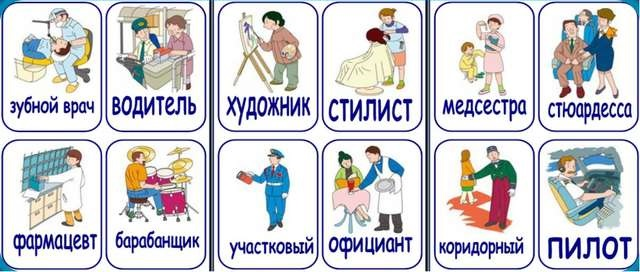 зубной врач
водитель
художник
стилист
медсестра
стюардесса
фармацевт
барабанщик
участковый
официант
коридорный
пилот